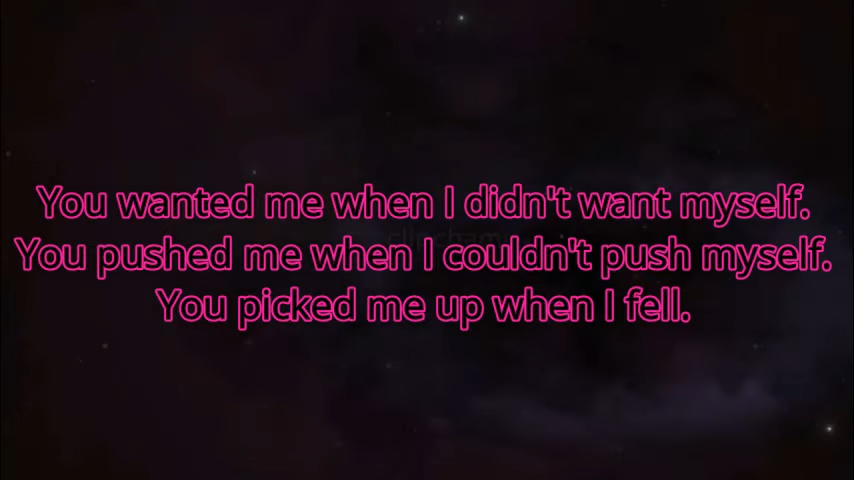 You wanted me when I didn't want myself.
You pushed me when I couldn't push myself.
You picked me up when I fell.